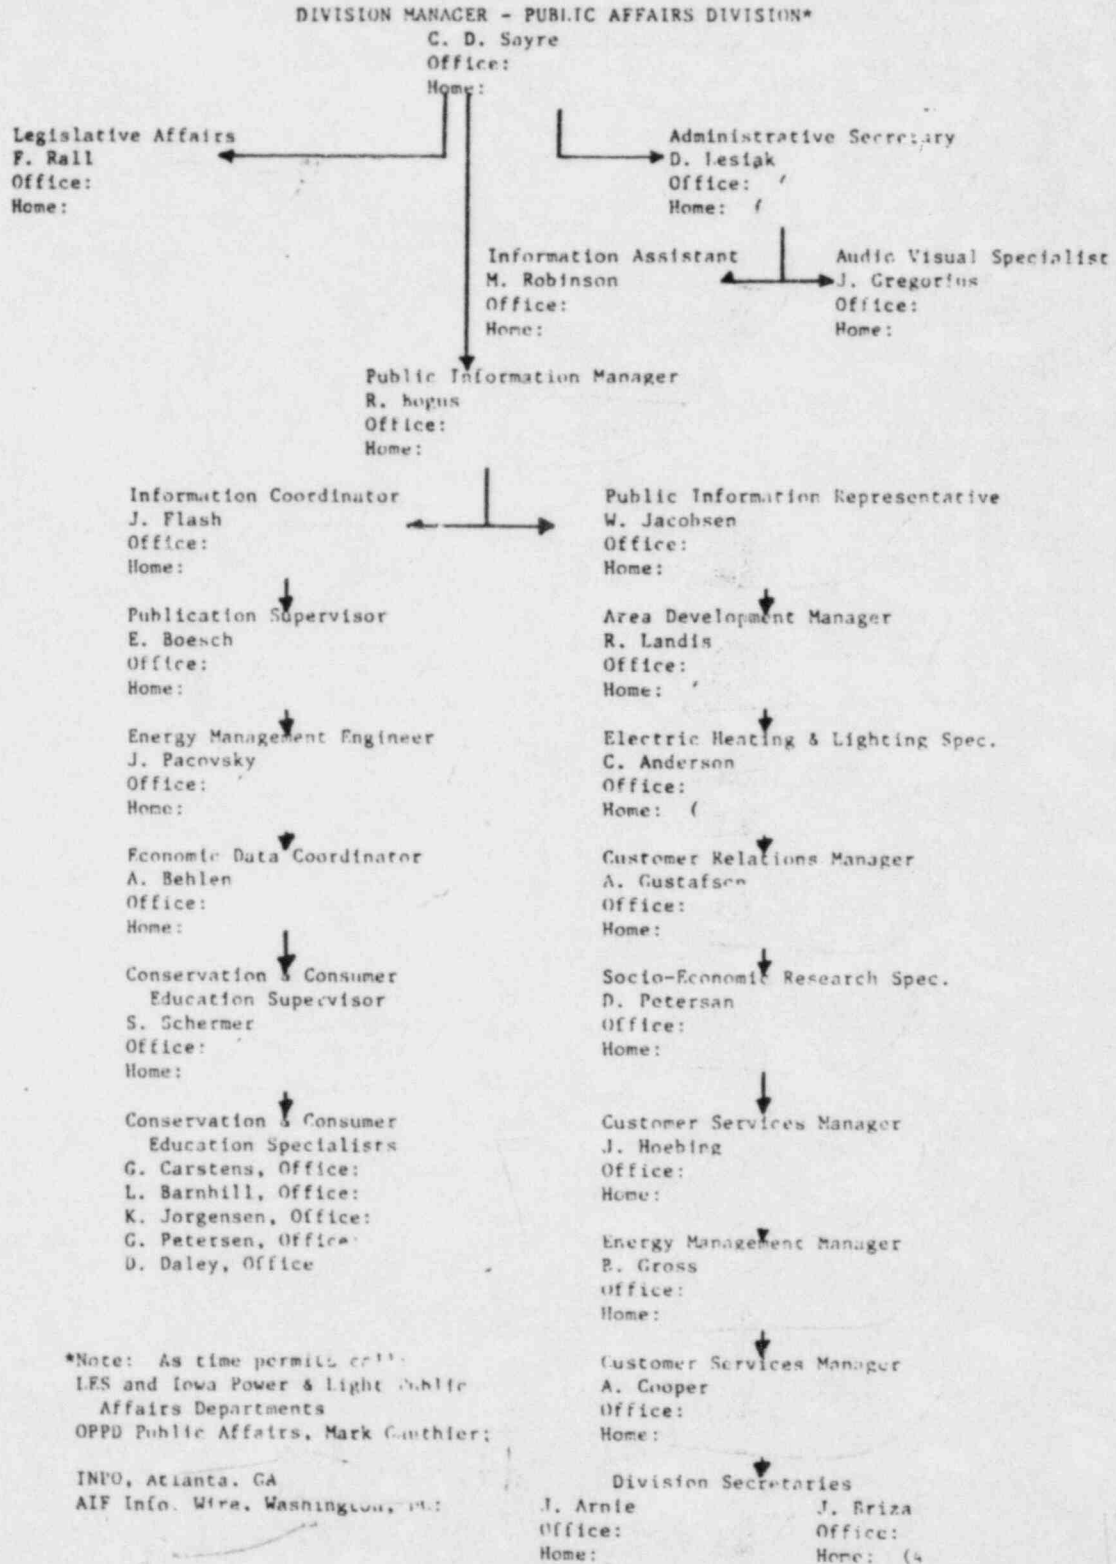 DIVISION MANAGER - PUBLIC AFFAIRS DIVISION*
C. D. Sayre
Office:
Home:
Legislative Affairs
F. Rall
Office:
Home:
Administrative Secretary
D. Lesiak
Office:
Home: (
Information Assistant
M. Robinson
Office:
Home:
Audio Visual Specialist
J. Gregorius
Office:
Home:
Public Information Manager
R. 
Office:
Home:
Information Coordinator
J. Flash
Office:
Home:
Publication Supervisor
E. Boesch
Office:
Home:
Energy Management Engineer
J. Pacovsky
Office:
Home:
Economic Data Coordinator
A. Behlen
Office:
Home:
Conservation & Consumer
Education Supervisor
S. Schermer
Office:
Home:
Conservation & Consumer
Education Specialists
G. Carstens, Office:
L. Barnhill, Office:
K. Jorgensen, Office:
G. Petersen, Office:
D. Daley, Office
Public Information Representative
W. Jacobsen
Office:
Home:
Area Development Manager
R. Landis
Office:
Home:
Electric Heating & Lighting Spec.
C. Anderson
Office:
Home: (
Customer Relations Manager
A. Gustafson
Office:
Home:
Socio-Economic Research Spec.
D. Petersan
Office:
Home:
Customer Services Manager
J. Hoebing
Office:
Home:
Energy Management Manager
Gross
Office:
Home:
Customer Services Manager
A. Cooper
Office:
Home:
Division Secretaries
J. Arnie
Office:
Home:
J. Briza
Office:
Home: (4
*Note: As time permits call:
LES and Iowa Power & Light Public
Affairs Departments
OPPD Public Affairs, Mark Gauthier:
INPO, Atlanta, GA
AIF Info. Wire, Washington, DC: